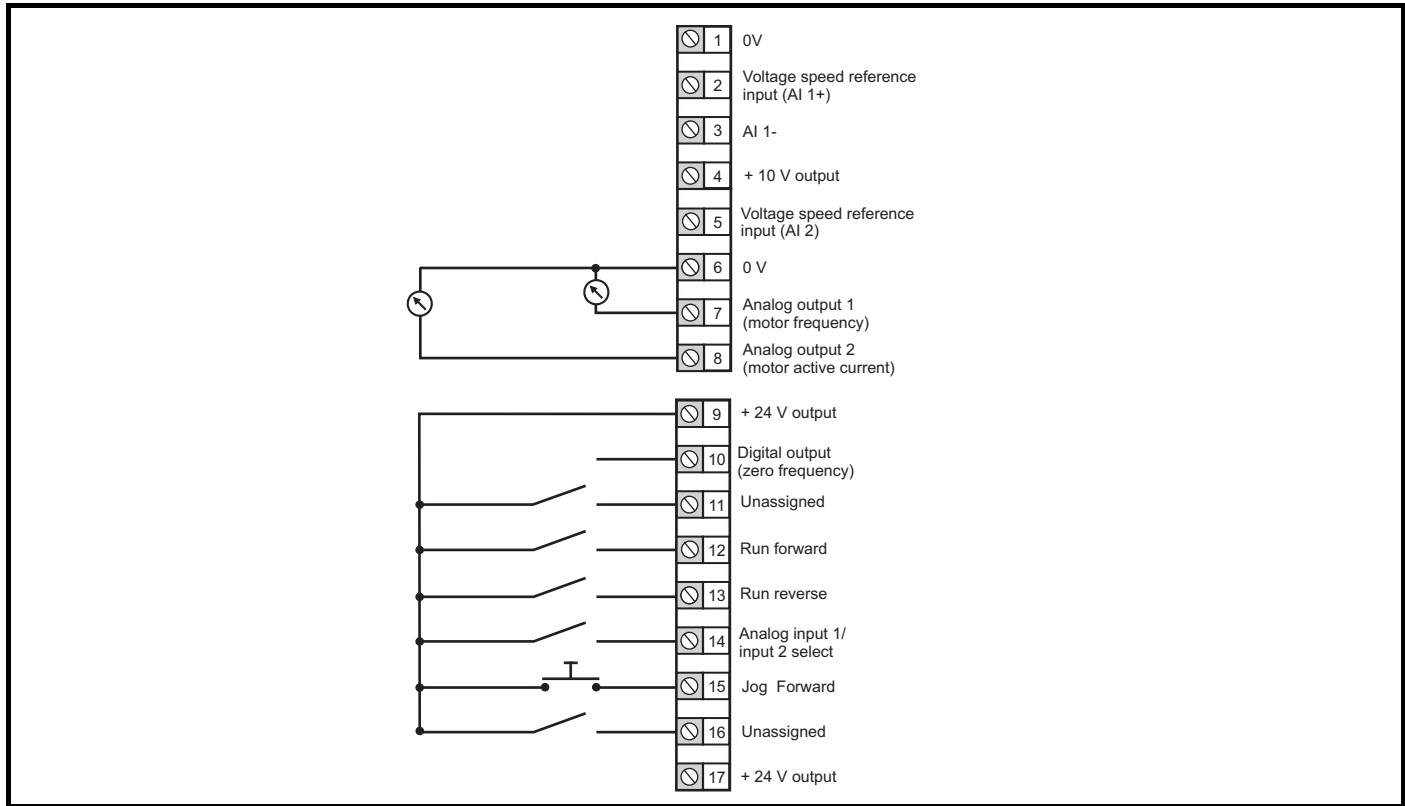 1 0V
2 Voltage speed reference
input (AI 1+)
3 AI 1-
4 + 10 V output
5 Voltage speed reference
input (AI 2)
6 0 V
7 Analog output 1
(motor frequency)
8 Analog output 2
(motor active current)
9 + 24 V output
10 Digital output
(zero frequency)
11 Unassigned
12 Run forward
13 Run reverse
14 Analog input 1/
input 2 select
15 Jog Forward
16 Unassigned
17 + 24 V output